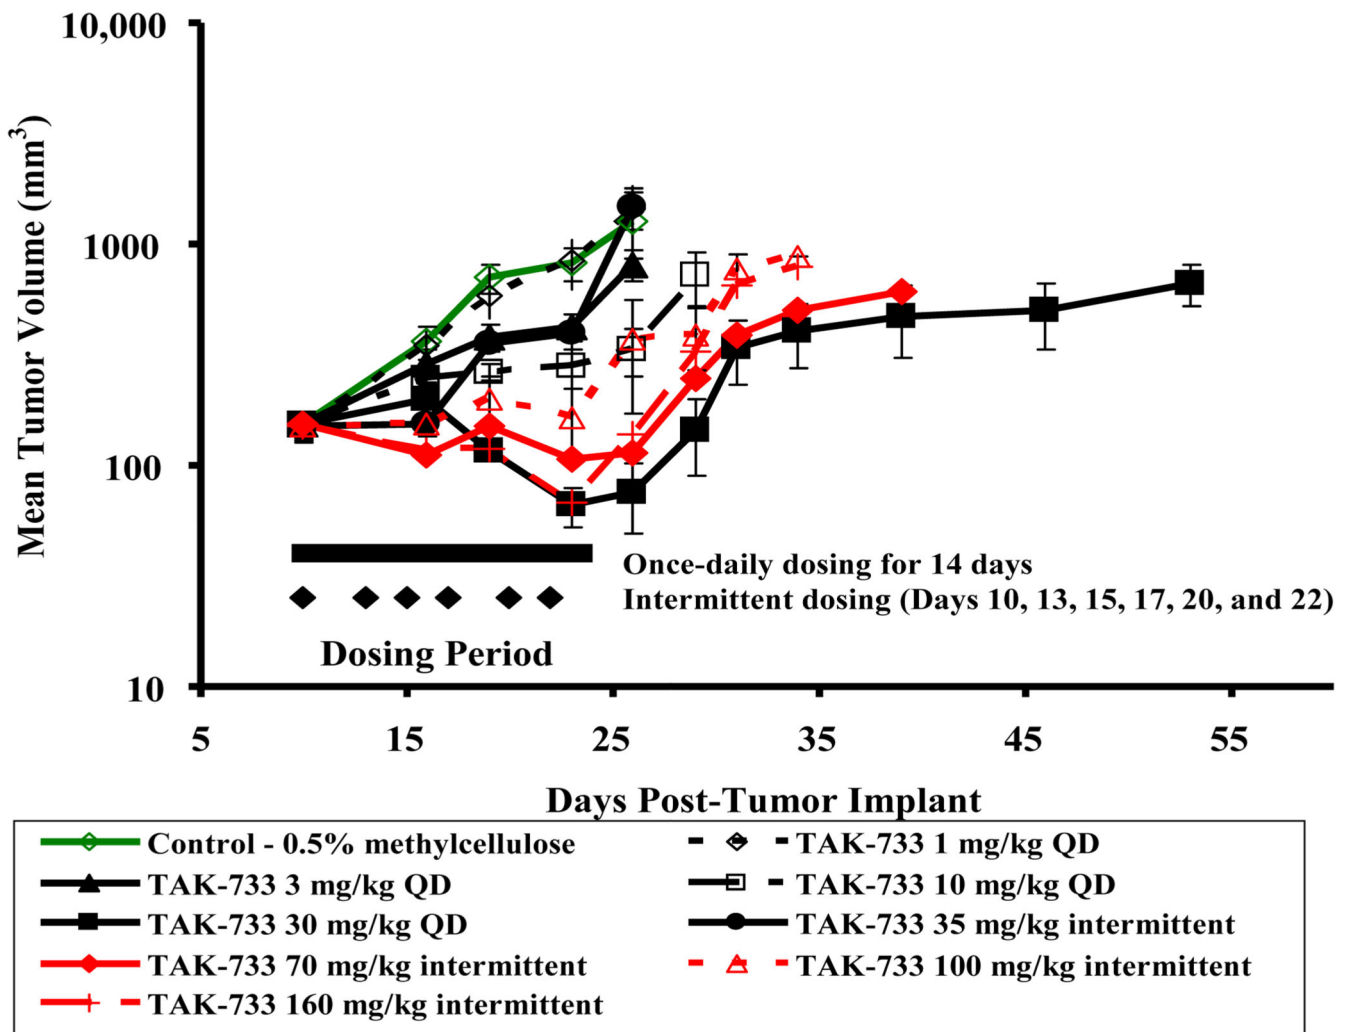 10,000
1000
100
10
Mean Tumor Volume (mm³)
Once-daily dosing for 14 days
Intermittent dosing (Days 10, 13, 15, 17, 20, and 22)
Dosing Period
5 15 25 35 45 55
Days Post-Tumor Implant
Control - 0.5% methylcellulose
TAK-733 1 mg/kg QD
TAK-733 3 mg/kg QD
TAK-733 10 mg/kg QD
TAK-733 30 mg/kg QD
TAK-733 35 mg/kg intermittent
TAK-733 70 mg/kg intermittent
TAK-733 100 mg/kg intermittent
TAK-733 160 mg/kg intermittent